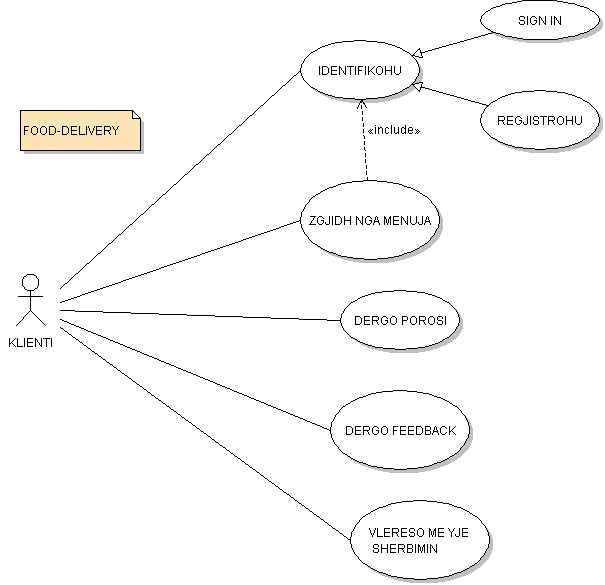 SIGN IN
IDENTIFIKOHU
REGJISTROHU
FOOD-DELIVERY
«include»
ZGJIDH NGA MENUJA
KLIENTI
DERGO POROSI
DERGO FEEDBACK
VLERESO ME YJE
SHERBIMIN